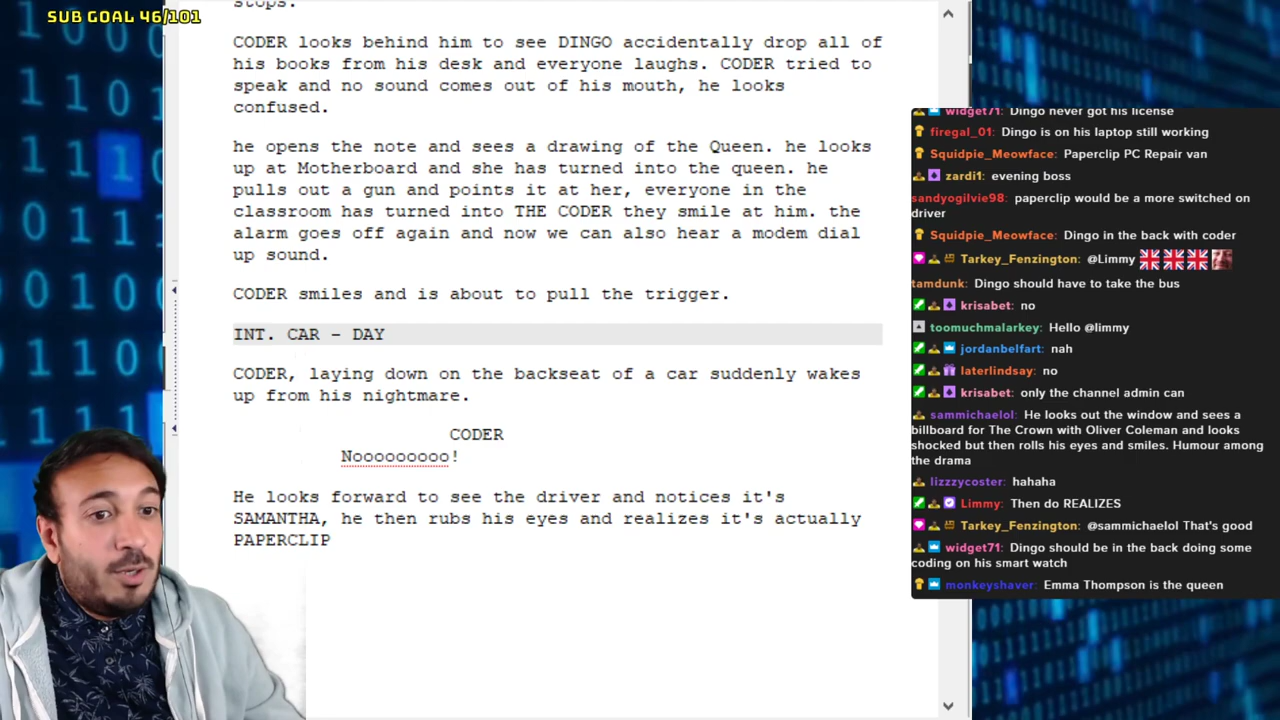 SUB GOAL 46/101
stops.
CODER looks behind him to see DINGO accidentally drop all of
his books from his desk and everyone laughs. CODER tried to
speak and no sound comes out of his mouth, he looks
confused.
he opens the note and sees a drawing of the Queen. he looks
up at Motherboard and she has turned into the queen. he
pulls out a gun and points it at her, everyone in the
classroom has turned into THE CODER they smile at him. the
alarm goes off again and now we can also hear a modem dial
up sound.
CODER smiles and is about to pull the trigger.
INT. CAR - DAY
CODER, laying down on the backseat of a car suddenly wakes
up from his nightmare.
CODER
Nooooooooo!
He looks forward to see the driver and notices it's
SAMANTHA, he then rubs his eyes and realizes it's actually
PAPERCLIP
widget71: Dingo never got his license
firegal_01: Dingo is on his laptop still working
Squidpie_Meowface: Paperclip PC Repair van
zardi1: evening boss
sandyogilvie98: paperclip would be a more switched on
driver
Squidpie_Meowface: Dingo in the back with coder
Tarkey_Fenzington: @Limmy
tamdunk: Dingo should have to take the bus
krisabet: no
toomuchmalarkey: Hello @limmy
jordanbelfart: nah
laterlindsay: no
krisabet: only the channel admin can
sammichaelol: He looks out the window and sees a
billboard for The Crown with Oliver Coleman and looks
shocked but then rolls his eyes and smiles. Humour among
the drama
lizzzycoster: hahaha
Limmy: Then do REALIZES
Tarkey_Fenzington: @sammichaelol That's good
widget71: Dingo should be in the back doing some
coding on his smart watch
monkeyshaver: Emma Thompson is the queen